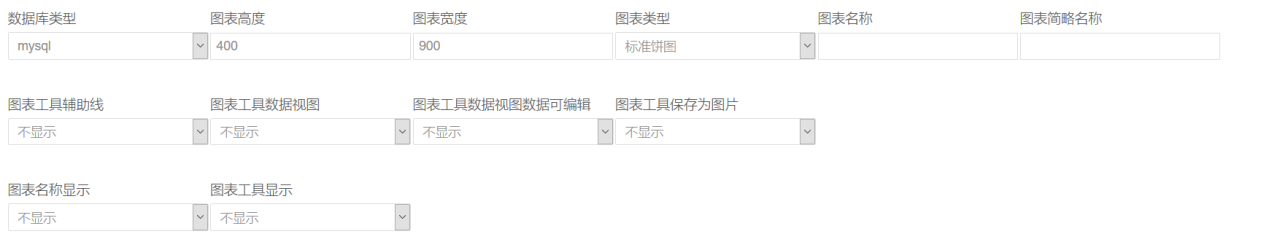 数据库类型 图表高度 图表宽度 图表类型 图表名称 图表简略名称
mysql 400 900 标准饼图
图表工具辅助线 图表工具数据视图 图表工具数据视图数据可编辑 图表工具保存为图片
不显示 不显示 不显示 不显示
图表名称显示 图表工具显示
不显示 不显示